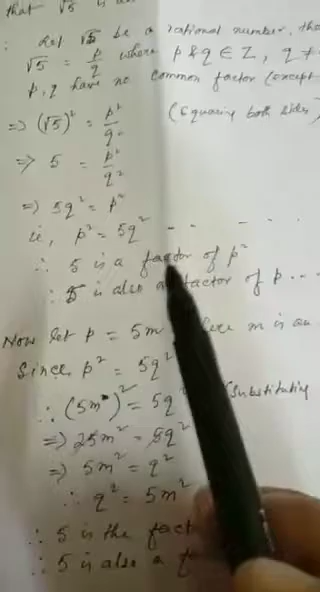 that √5 is
: Let √5 be a rational number, tha
√5 = p/q where p & q ∈ Z, q ≠
p, q have no common factor (except
=> (√5)² = p²/q² (Squaring both sides)
=> 5 = p²/q²
=> 5q² = p²
ie, p² = 5q² -- - - - -
∴ 5 is a factor of p²
∴ 5 is also a factor of p ...
Now let p = 5m where m is an
Since p² = 5q²
∴ (5m)² = 5q² (substituting
=> 25m² = 5q²
=> 5m² = q²
∴ q² = 5m²
∴ 5 is the fact
∴ 5 is also a f